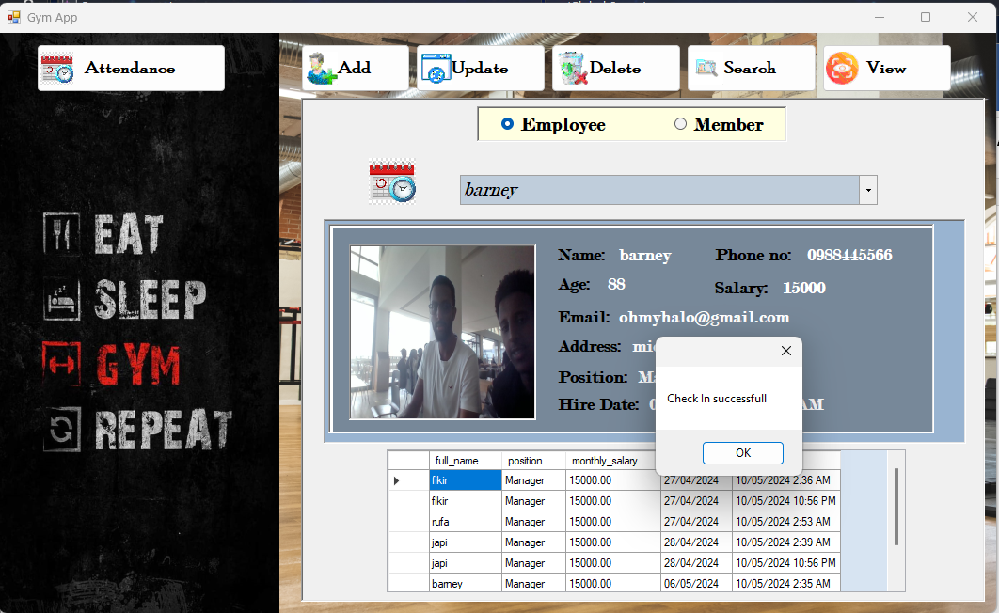 Gym App
Attendance
Add
Update
Delete
Search
View
Employee
Member
barney
EAT
SLEEP
GYM
REPEAT
Name: barney
Phone no: 0988445566
Age: 88
Salary: 15000
Email: ohmyhalo@gmail.com
Address:
Position:
Hire Date: AM
Check In successfull
OK
full_name position monthly_salary
fikir Manager 15000.00 27/04/2024 10/05/2024 2:36 AM
fikir Manager 15000.00 27/04/2024 10/05/2024 10:56 PM
rufa Manager 15000.00 27/04/2024 10/05/2024 2:53 AM
japi Manager 15000.00 28/04/2024 10/05/2024 2:39 AM
japi Manager 15000.00 28/04/2024 10/05/2024 10:56 PM
barney Manager 15000.00 06/05/2024 10/05/2024 2:35 AM